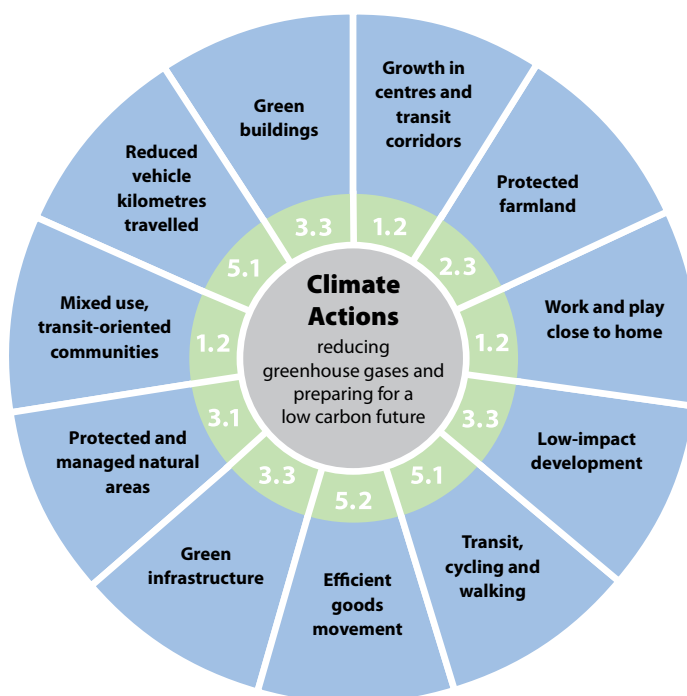 Climate
Actions
reducing
greenhouse gases and
preparing for a
low carbon future
Growth in
centres and
transit
corridors
1.2
Protected
farmland
2.3
Work and play
close to home
1.2
Low-impact
development
3.3
Transit,
cycling and
walking
5.1
Efficient
goods
movement
5.2
Green
infrastructure
3.3
Protected and
managed natural
areas
3.1
Mixed use,
transit-oriented
communities
1.2
Reduced
vehicle
kilometres
travelled
5.1
Green
buildings
3.3